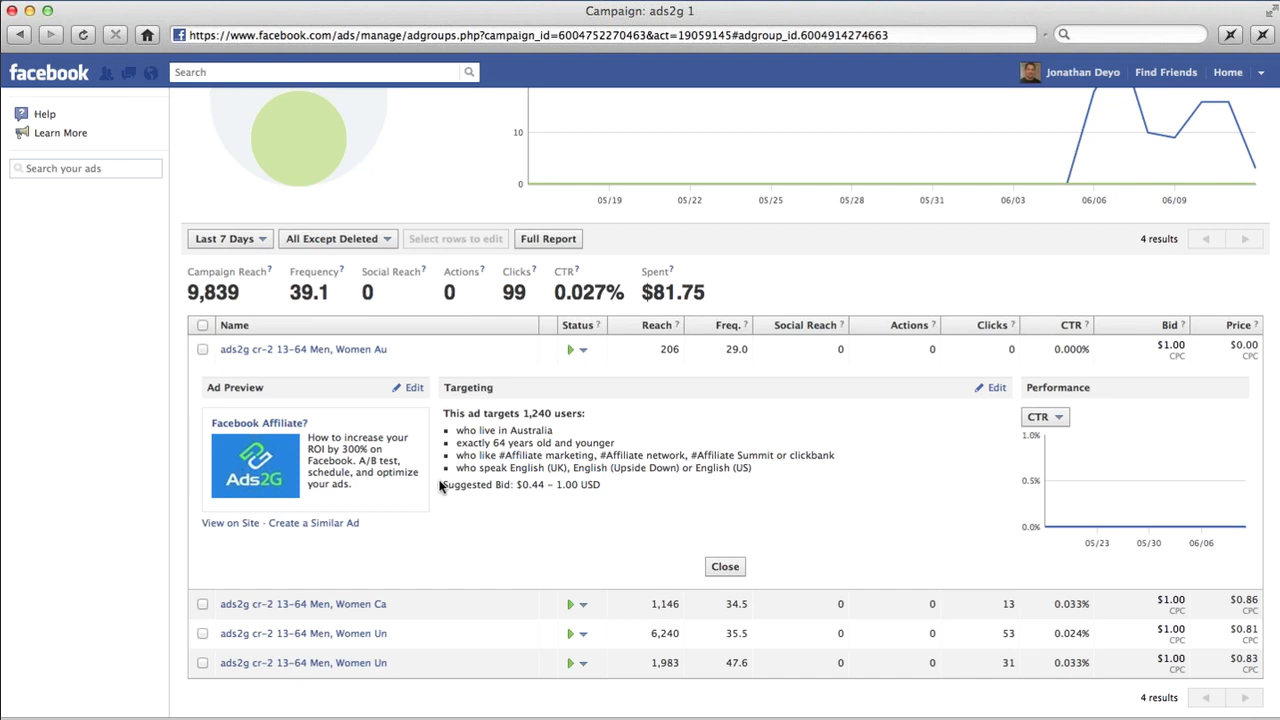 Campaign: ads2g 1
https://www.facebook.com/ads/manage/adgroups.php?campaign_id=6004752270463&act=19059145#adgroup_id.6004914274663
facebook
Search
Jonathan Deyo
Find Friends
Home
Help
Learn More
Search your ads
10
0
05/19 05/22 05/25 05/28 05/31 06/03 06/06 06/09
Last 7 Days
All Except Deleted
Select rows to edit
Full Report
4 results
Campaign Reach? Frequency? Social Reach? Actions? Clicks? CTR? Spent?
9,839 39.1 0 0 99 0.027% $81.75
Name Status ? Reach ? Freq. ? Social Reach ? Actions ? Clicks ? CTR ? Bid ? Price ?
ads2g cr-2 13-64 Men, Women Au 206 29.0 0 0 0 0.000% $1.00 CPC $0.00 CPC
Ad Preview
Edit
Targeting
Edit
Performance
Facebook Affiliate?
Ads2G
How to increase your
ROI by 300% on
Facebook. A/B test,
schedule, and optimize
your ads.
View on Site · Create a Similar Ad
This ad targets 1,240 users:
who live in Australia
exactly 64 years old and younger
who like #Affiliate marketing, #Affiliate network, #Affiliate Summit or clickbank
who speak English (UK), English (Upside Down) or English (US)
Suggested Bid: $0.44 – 1.00 USD
CTR
1.0%
0.5%
0.0%
05/23 05/30 06/06
Close
ads2g cr-2 13-64 Men, Women Ca 1,146 34.5 0 0 13 0.033% $1.00 CPC $0.86 CPC
ads2g cr-2 13-64 Men, Women Un 6,240 35.5 0 0 53 0.024% $1.00 CPC $0.81 CPC
ads2g cr-2 13-64 Men, Women Un 1,983 47.6 0 0 31 0.033% $1.00 CPC $0.83 CPC
4 results